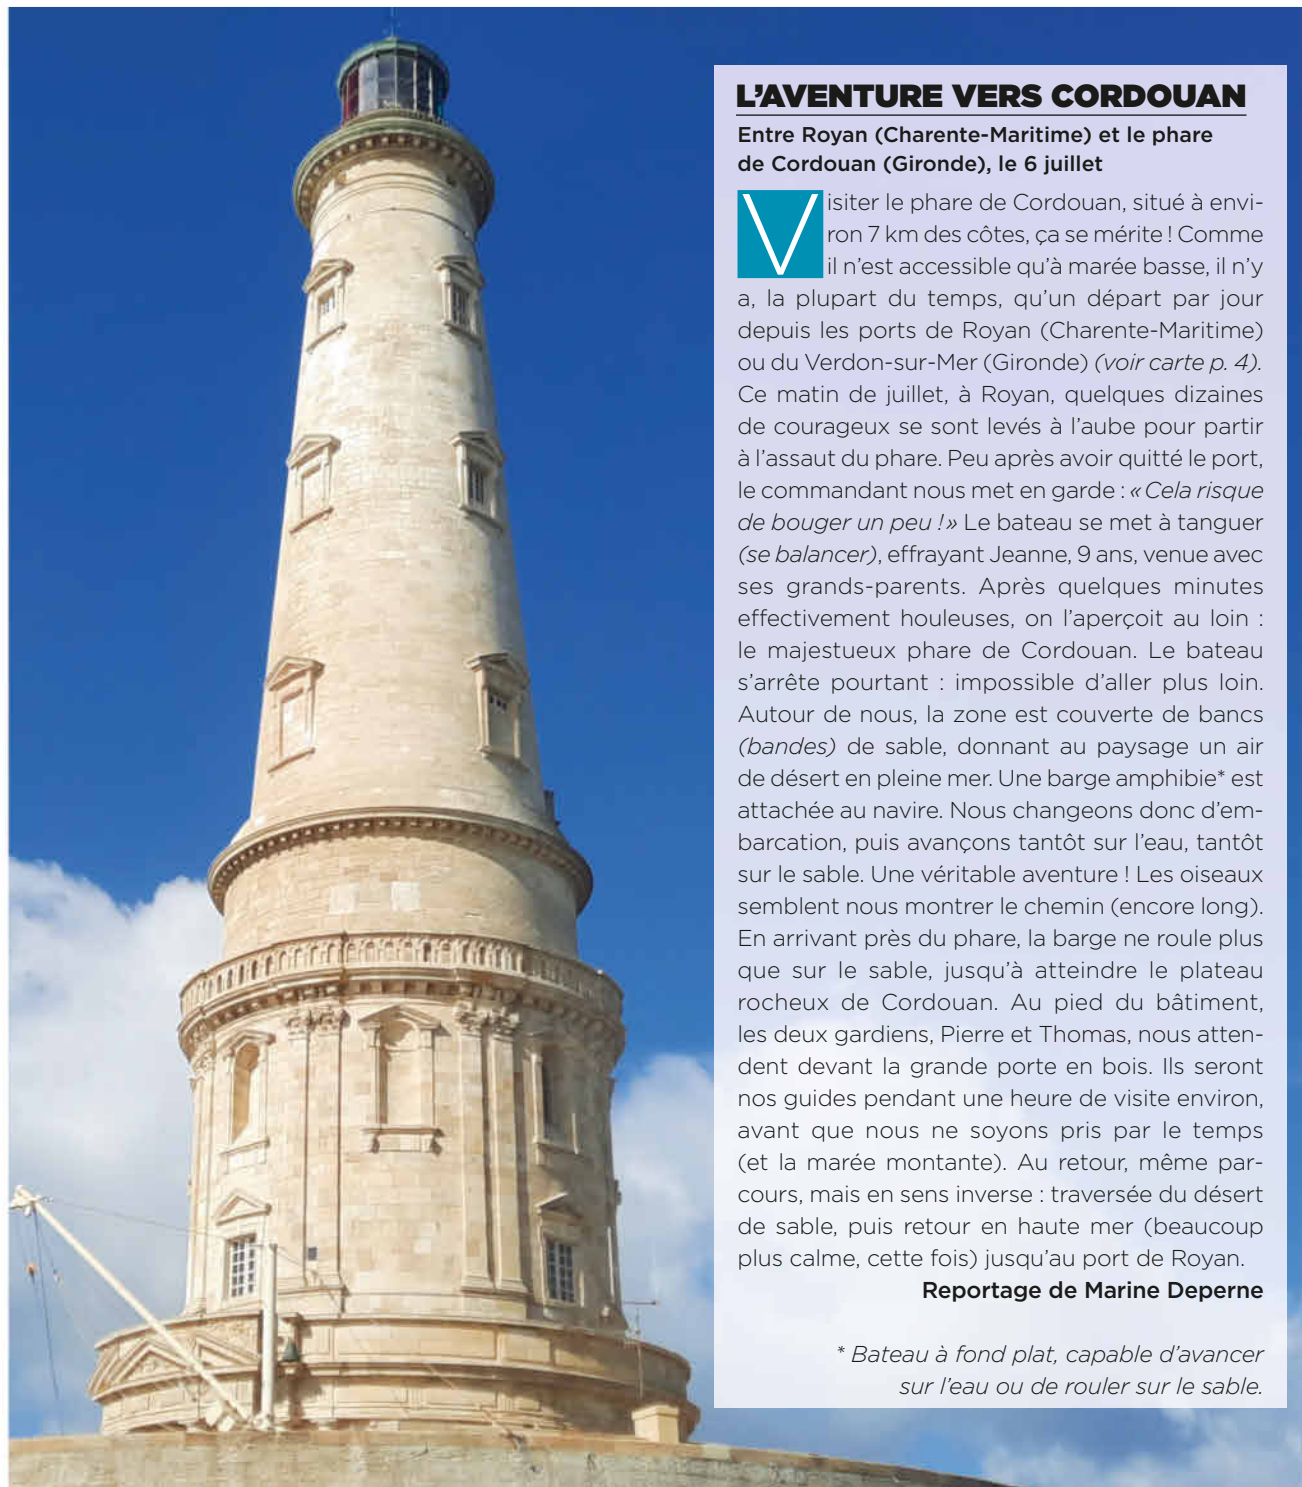 L'AVENTURE VERS CORDOUAN
Entre Royan (Charente-Maritime) et le phare
de Cordouan (Gironde), le 6 juillet
Visiter le phare de Cordouan, situé à envi-
ron 7 km des côtes, ça se mérite ! Comme
il n'est accessible qu'à marée basse, il n'y
a, la plupart du temps, qu'un départ par jour
depuis les ports de Royan (Charente-Maritime)
ou du Verdon-sur-Mer (Gironde) (voir carte p. 4).
Ce matin de juillet, à Royan, quelques dizaines
de courageux se sont levés à l'aube pour partir
à l'assaut du phare. Peu après avoir quitté le port,
le commandant nous met en garde : « Cela risque
de bouger un peu ! » Le bateau se met à tanguer
(se balancer), effrayant Jeanne, 9 ans, venue avec
ses grands-parents. Après quelques minutes
effectivement houleuses, on l'aperçoit au loin :
le majestueux phare de Cordouan. Le bateau
s'arrête pourtant : impossible d'aller plus loin.
Autour de nous, la zone est couverte de bancs
(bandes) de sable, donnant au paysage un air
de désert en pleine mer. Une barge amphibie* est
attachée au navire. Nous changeons donc d'em-
barcation, puis avançons tantôt sur l'eau, tantôt
sur le sable. Une véritable aventure ! Les oiseaux
semblent nous montrer le chemin (encore long).
En arrivant près du phare, la barge ne roule plus
que sur le sable, jusqu'à atteindre le plateau
rocheux de Cordouan. Au pied du bâtiment,
les deux gardiens, Pierre et Thomas, nous atten-
dent devant la grande porte en bois. Ils seront
nos guides pendant une heure de visite environ,
avant que nous ne soyons pris par le temps
(et la marée montante). Au retour, même par-
cours, mais en sens inverse : traversée du désert
de sable, puis retour en haute mer (beaucoup
plus calme, cette fois) jusqu'au port de Royan.
Reportage de Marine Deperne
* Bateau à fond plat, capable d'avancer
sur l'eau ou de rouler sur le sable.